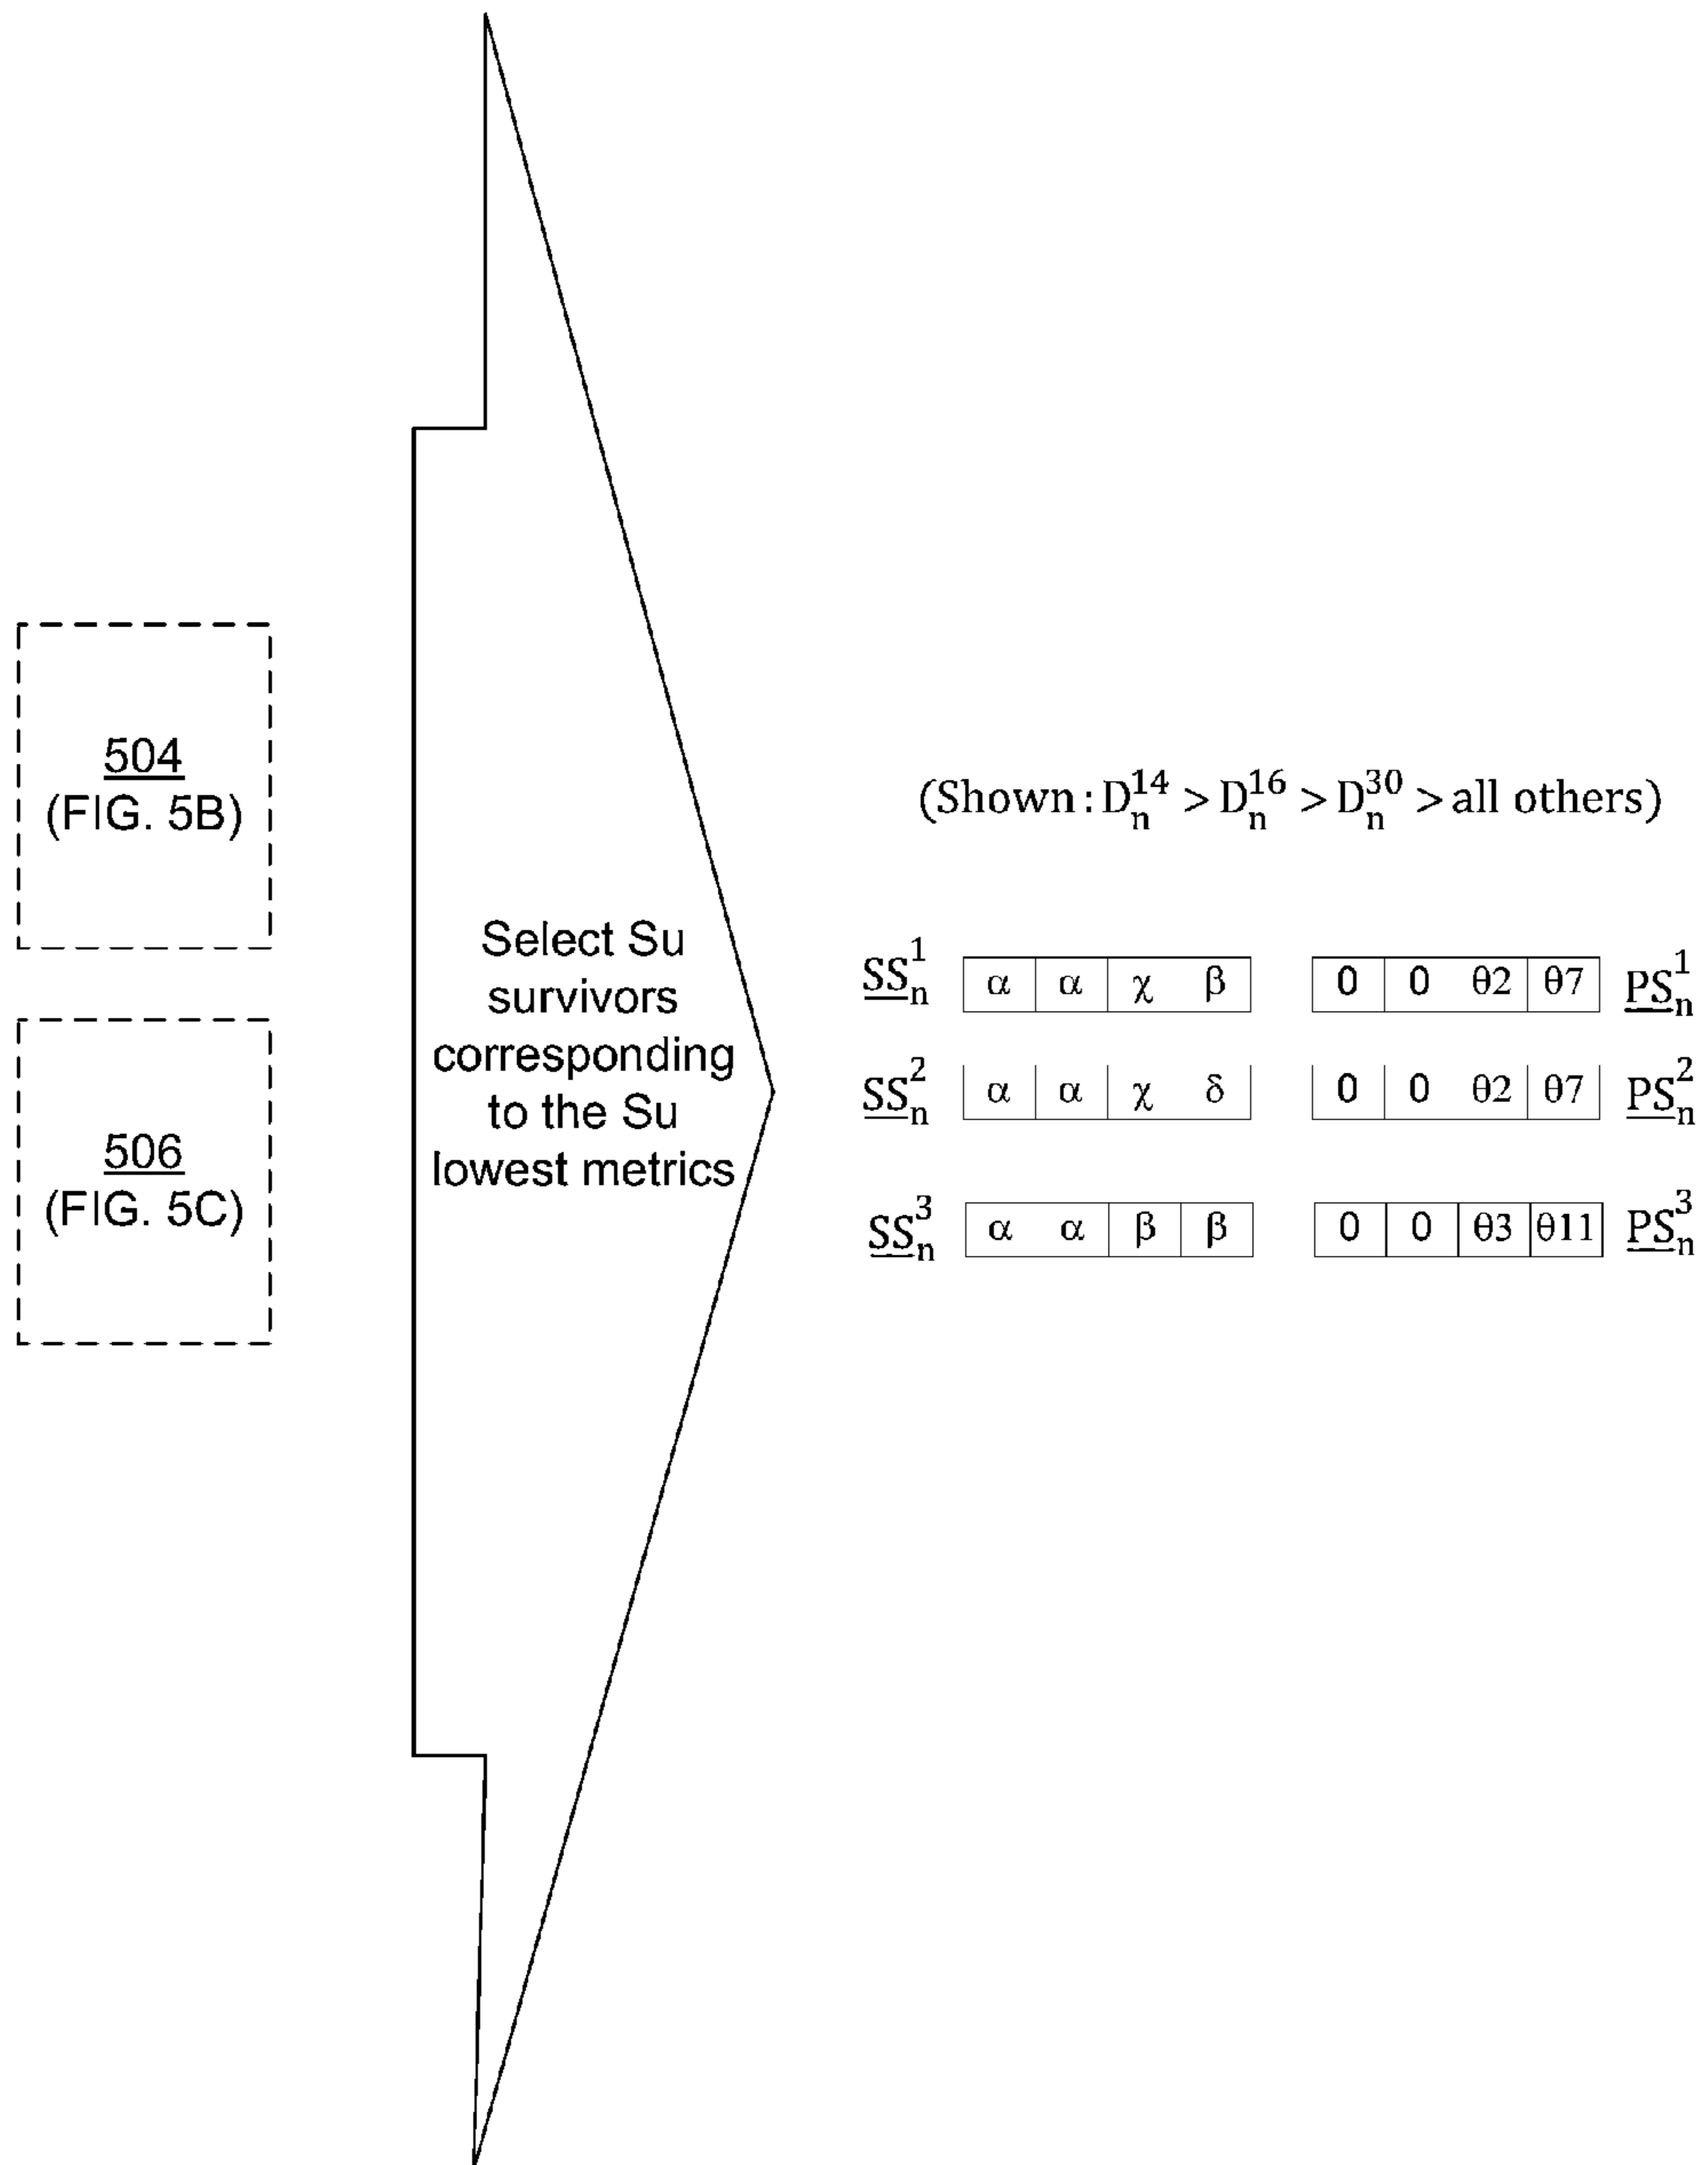 504
(FIG. 5B)
506
(FIG. 5C)
Select Su
survivors
corresponding
to the Su
lowest metrics
(Shown: D_n^14 > D_n^16 > D_n^30 > all others)
SS_n^1 α α χ β 0 0 θ2 θ7 PS_n^1
SS_n^2 α α χ δ 0 0 θ2 θ7 PS_n^2
SS_n^3 α α β β 0 0 θ3 θ11 PS_n^3